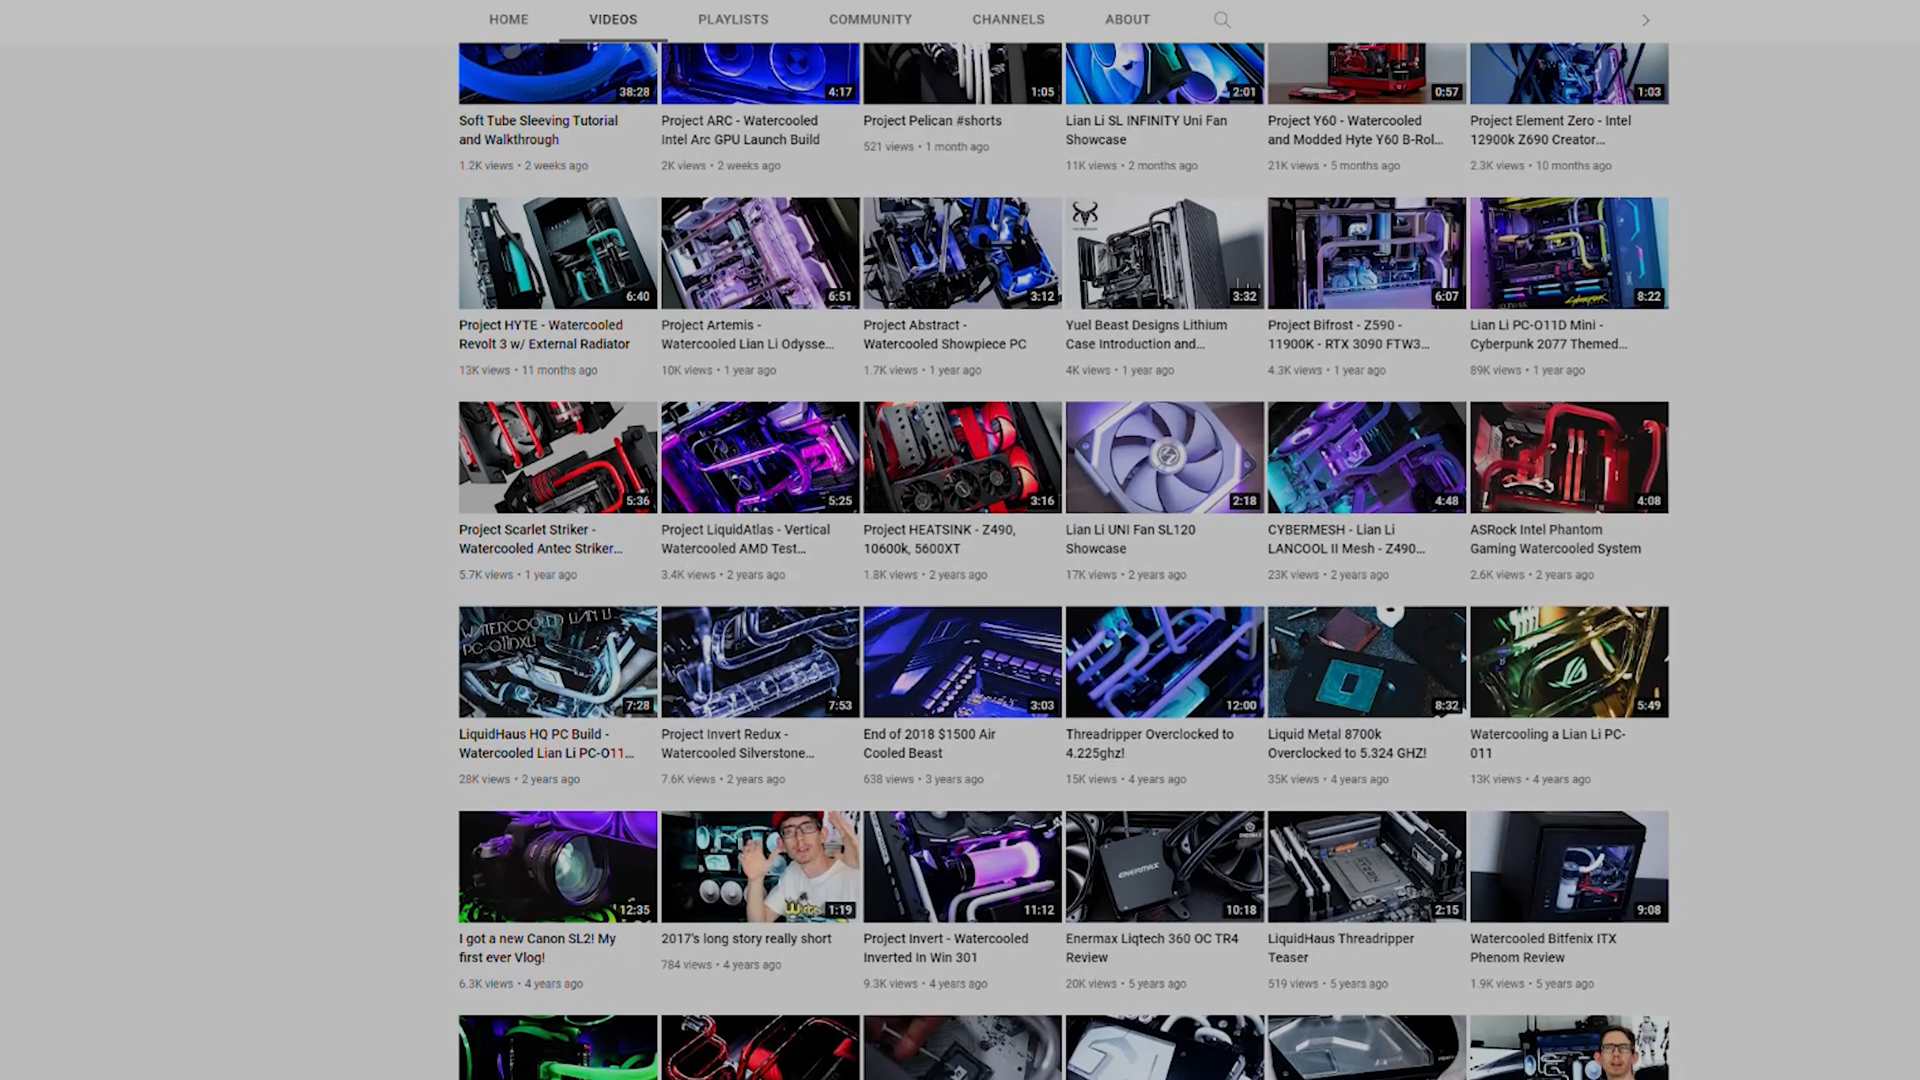 HOME VIDEOS PLAYLISTS COMMUNITY CHANNELS ABOUT
38:28 4:17 1:05 2:01 0:57 1:03
Soft Tube Sleeving Tutorial
and Walkthrough
1.2K views • 2 weeks ago
Project ARC - Watercooled
Intel Arc GPU Launch Build
2K views • 2 weeks ago
Project Pelican #shorts
521 views • 1 month ago
Lian Li SL INFINITY Uni Fan
Showcase
11K views • 2 months ago
Project Y60 - Watercooled
and Modded Hyte Y60 B-Rol...
21K views • 5 months ago
Project Element Zero - Intel
12900k Z690 Creator...
2.3K views • 10 months ago
6:40 6:51 3:12 3:32 6:07 8:22
Project HYTE - Watercooled
Revolt 3 w/ External Radiator
13K views • 11 months ago
Project Artemis -
Watercooled Lian Li Odysse...
10K views • 1 year ago
Project Abstract -
Watercooled Showpiece PC
1.7K views • 1 year ago
Yuel Beast Designs Lithium
Case Introduction and...
4K views • 1 year ago
Project Bifrost - Z590 -
11900K - RTX 3090 FTW3...
4.3K views • 1 year ago
Lian Li PC-O11D Mini -
Cyberpunk 2077 Themed...
89K views • 1 year ago
5:36 5:25 3:16 2:18 4:48 4:08
Project Scarlet Striker -
Watercooled Antec Striker...
5.7K views • 1 year ago
Project LiquidAtlas - Vertical
Watercooled AMD Test...
3.4K views • 2 years ago
Project HEATSINK - Z490,
10600k, 5600XT
1.8K views • 2 years ago
Lian Li UNI Fan SL120
Showcase
17K views • 2 years ago
CYBERMESH - Lian Li
LANCOOL II Mesh - Z490...
23K views • 2 years ago
ASRock Intel Phantom
Gaming Watercooled System
2.6K views • 2 years ago
WATERCOOLED LIAN LI
PC-O11DXL!
7:28 7:53 3:03 12:00 8:32 5:49
LiquidHaus HQ PC Build -
Watercooled Lian Li PC-O11...
28K views • 2 years ago
Project Invert Redux -
Watercooled Silverstone...
7.6K views • 2 years ago
End of 2018 $1500 Air
Cooled Beast
638 views • 3 years ago
Threadripper Overclocked to
4.225ghz!
15K views • 4 years ago
Liquid Metal 8700k
Overclocked to 5.324 GHZ!
35K views • 4 years ago
Watercooling a Lian Li PC-
011
13K views • 4 years ago
ENERMAX
12:35 1:19 11:12 10:18 2:15 9:08
I got a new Canon SL2! My
first ever Vlog!
6.3K views • 4 years ago
2017's long story really short
784 views • 4 years ago
Project Invert - Watercooled
Inverted In Win 301
9.3K views • 4 years ago
Enermax Liqtech 360 OC TR4
Review
20K views • 5 years ago
LiquidHaus Threadripper
Teaser
519 views • 5 years ago
Watercooled Bitfenix ITX
Phenom Review
1.9K views • 5 years ago